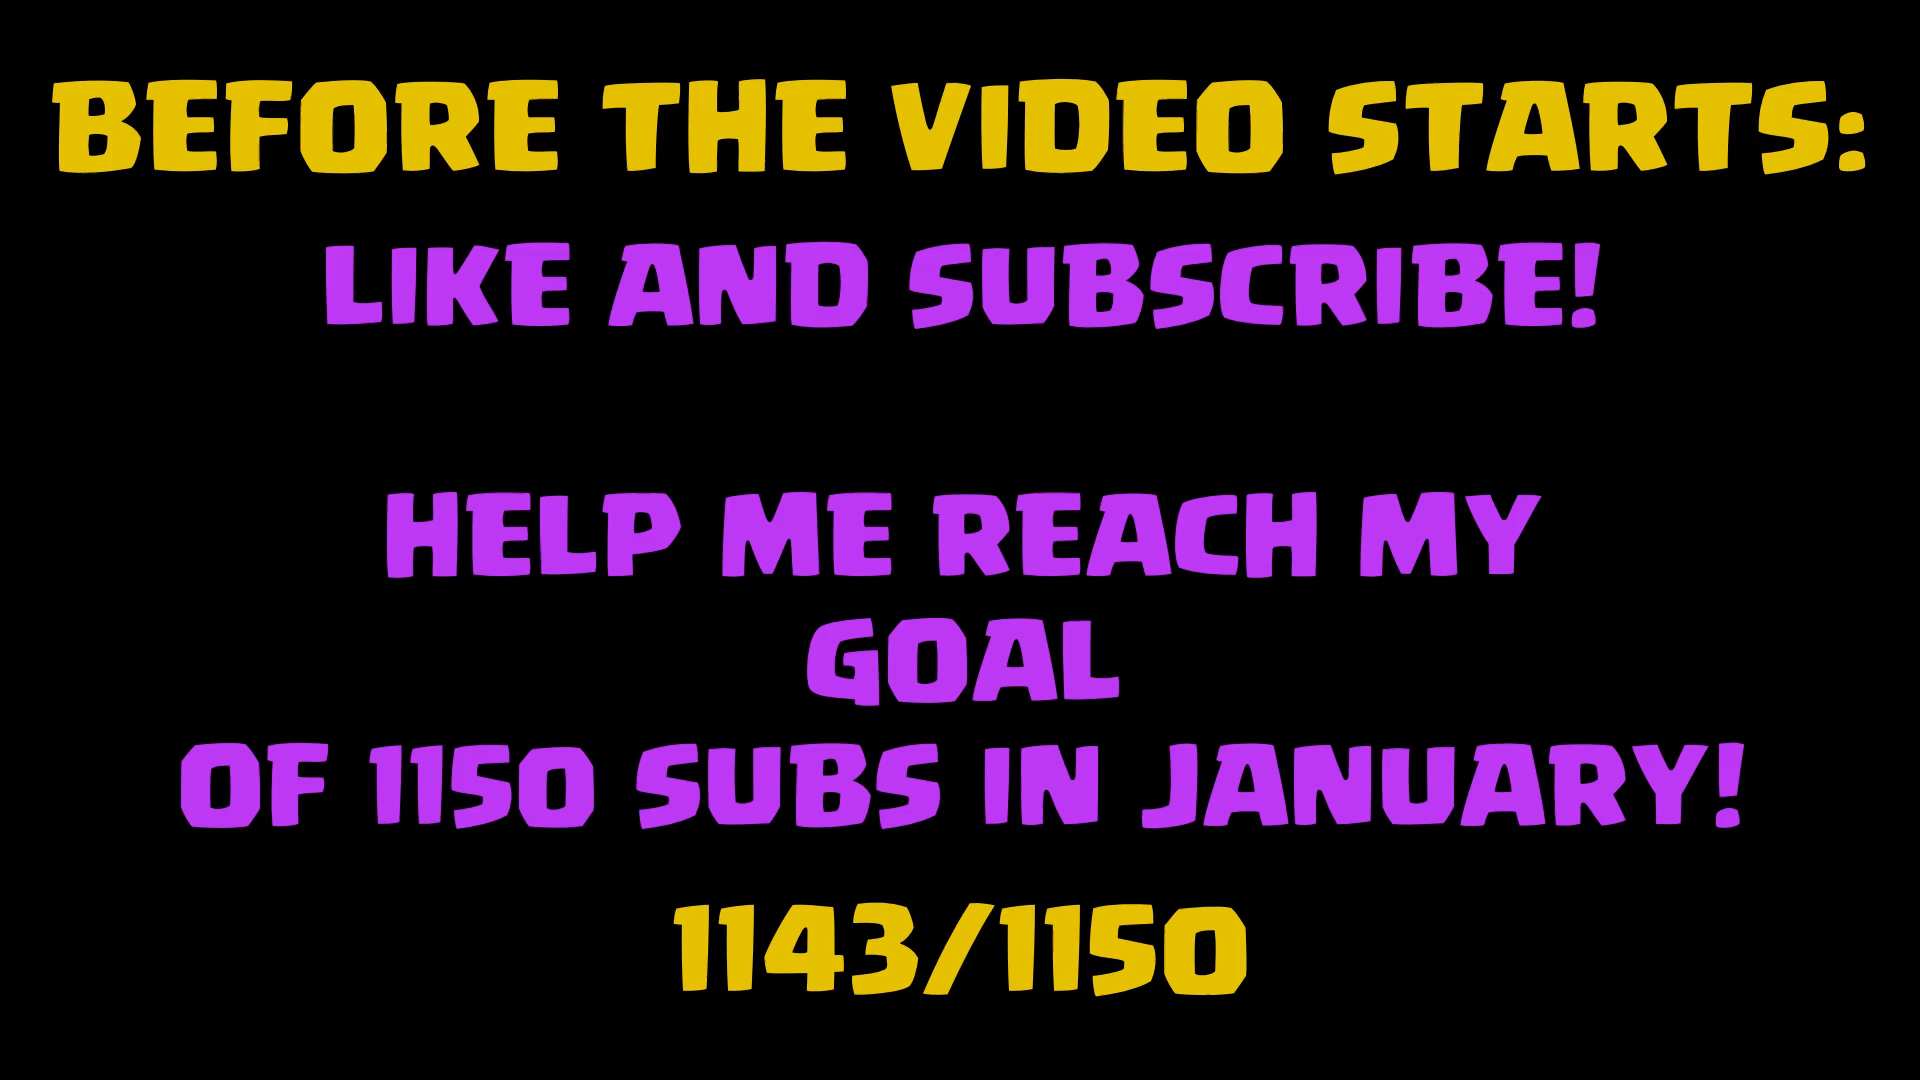 BEFORE THE VIDEO STARTS:
LIKE AND SUBSCRIBE!
HELP ME REACH MY
GOAL
OF 1150 SUBS IN JANUARY!
1143/1150